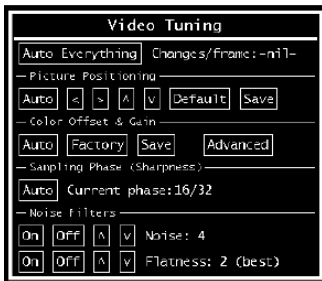 Video Tuning
Auto Everything Changes/frame:-nil-
Picture Positioning
Auto < > ^ v Default Save
Color Offset & Gain
Auto Factory Save Advanced
Sampling Phase (Sharpness)
Auto Current phase:16/32
Noise Filters
On Off ^ v Noise: 4
On Off ^ v Flatness: 2 (best)